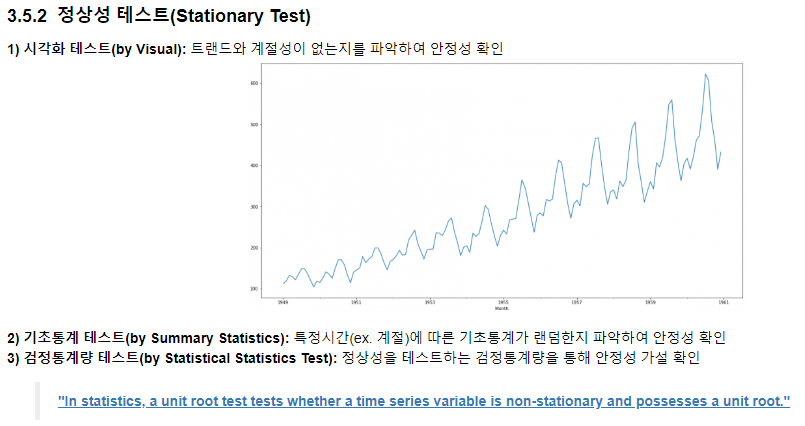 3.5.2 정상성 테스트(Stationary Test)
1) 시각화 테스트(by Visual): 트랜드와 계절성이 없는지를 파악하여 안정성 확인
600
500
400
300
200
100
1949 1951 1953 1955 1957 1959 1961
Month
2) 기초통계 테스트(by Summary Statistics): 특정시간(ex. 계절)에 따른 기초통계가 랜덤한지 파악하여 안정성 확인
3) 검정통계량 테스트(by Statistical Statistics Test): 정상성을 테스트하는 검정통계량을 통해 안정성 가설 확인
"In statistics, a unit root test tests whether a time series variable is non-stationary and possesses a unit root."